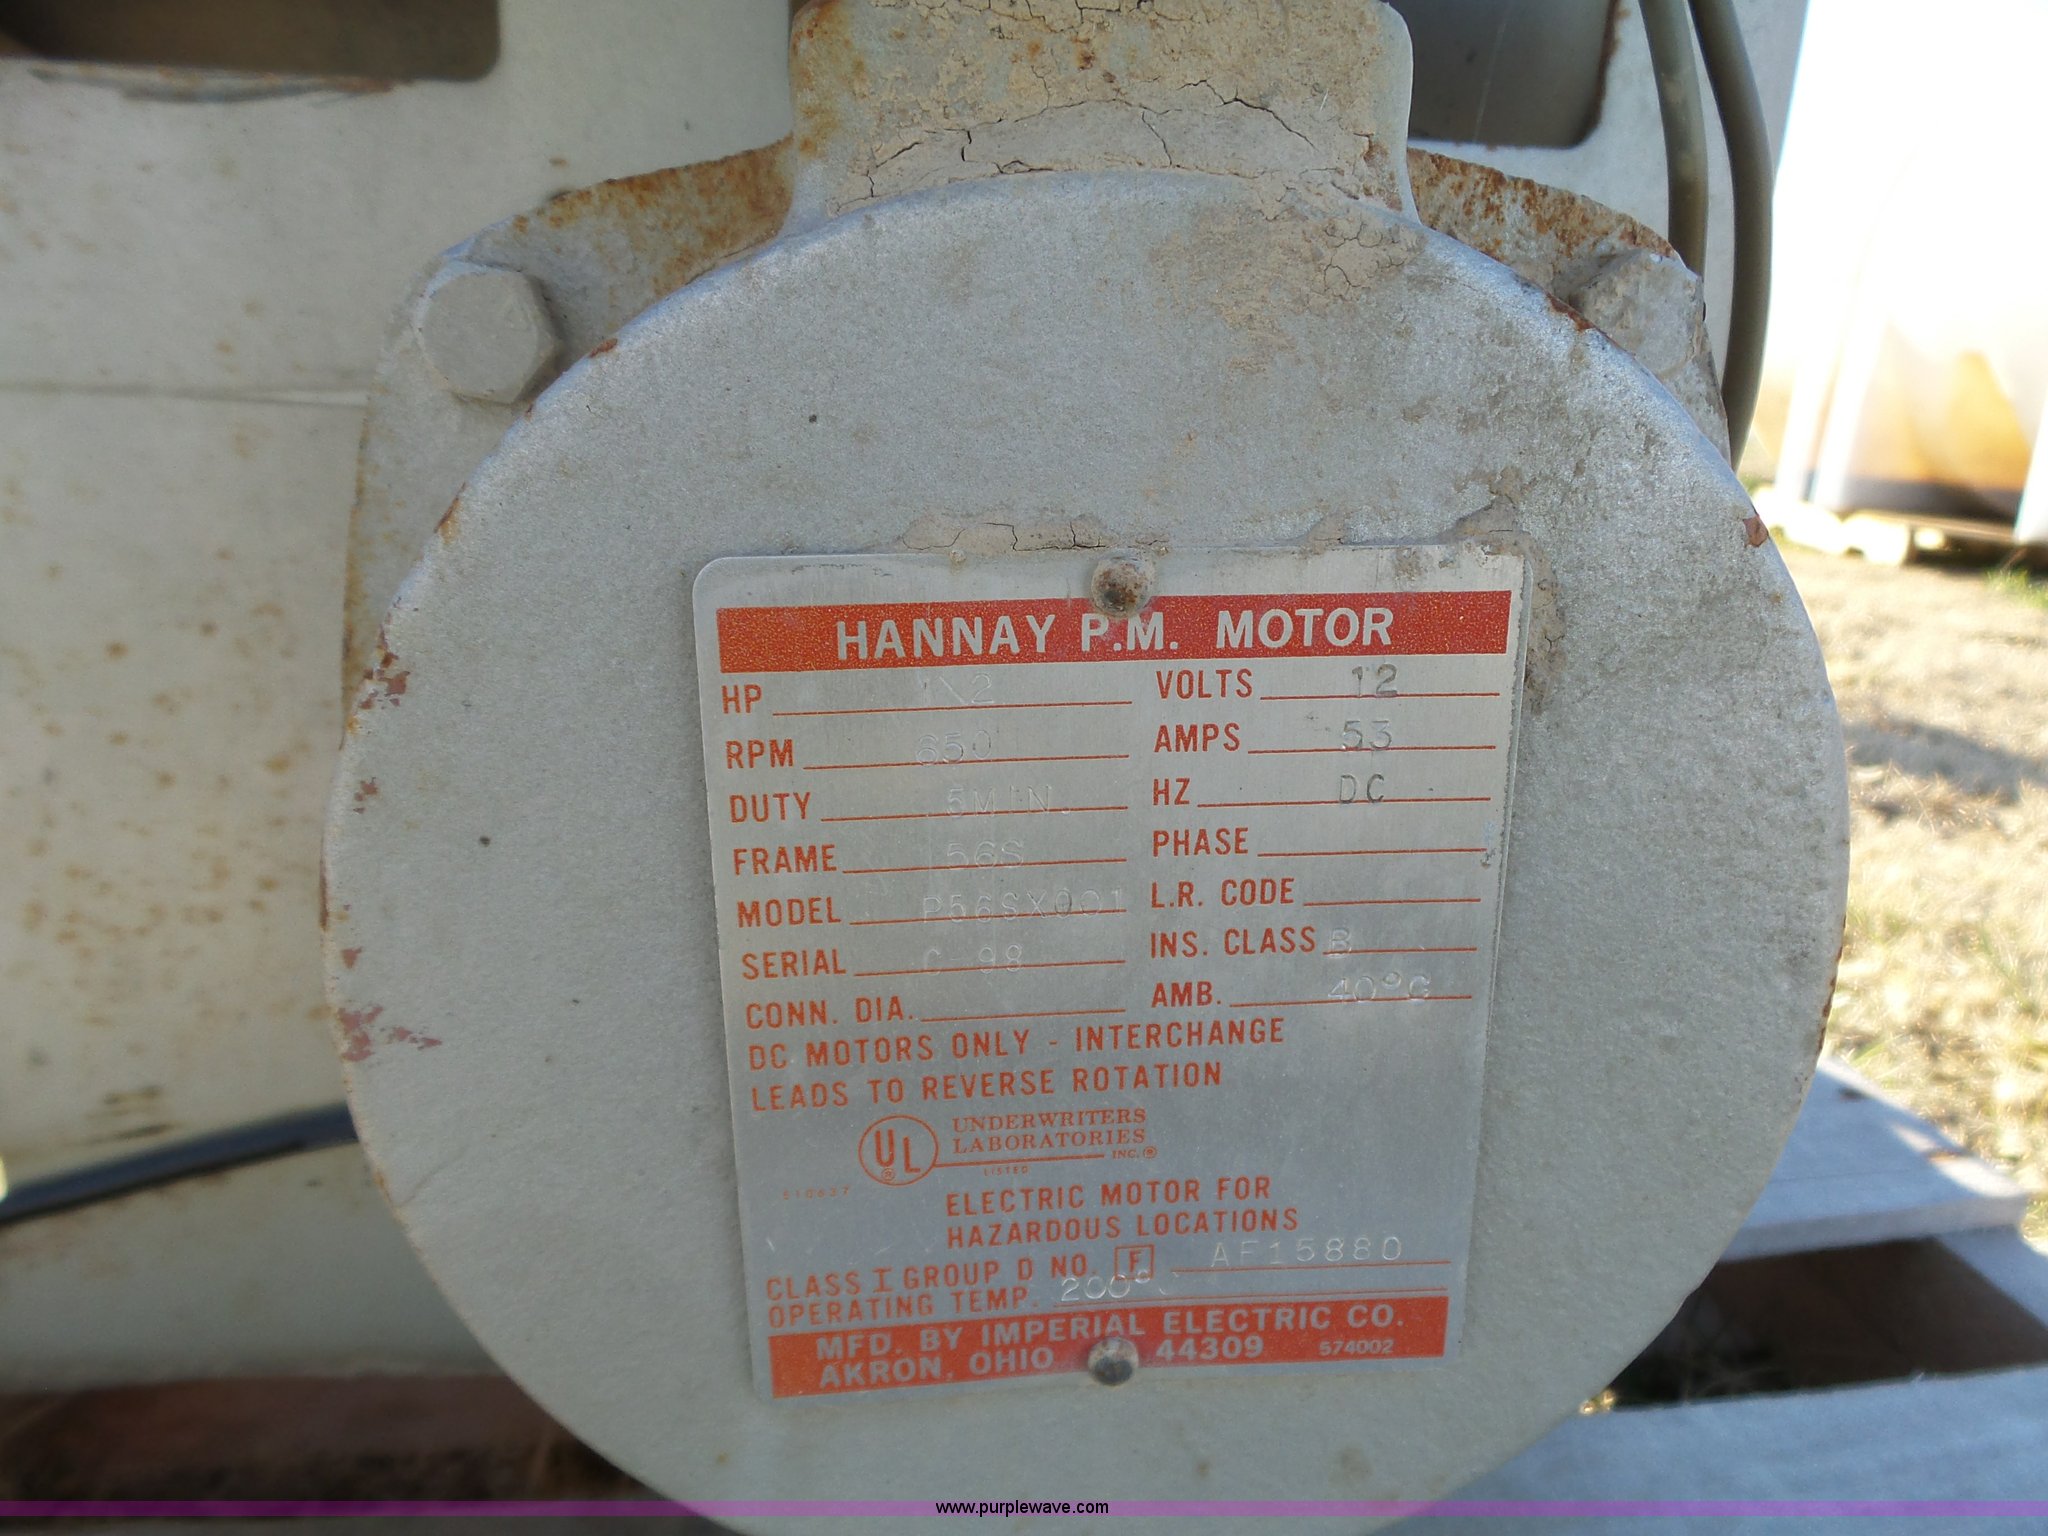 HANNAY P.M. MOTOR
HP 1\2 VOLTS 12
RPM 650 AMPS 53
DUTY 5MIN. HZ DC
FRAME 56S PHASE
MODEL P56SX001 L.R. CODE
SERIAL C-98 INS. CLASS B
CONN. DIA. AMB. 40°C
DC MOTORS ONLY - INTERCHANGE
LEADS TO REVERSE ROTATION
UL® UNDERWRITERS
LABORATORIES
INC.®
LISTED
510637
ELECTRIC MOTOR FOR
HAZARDOUS LOCATIONS
CLASS I GROUP D NO. F AF15880
OPERATING TEMP. 200°
MFD. BY IMPERIAL ELECTRIC CO.
AKRON, OHIO 44309 574002
www.purplewave.com